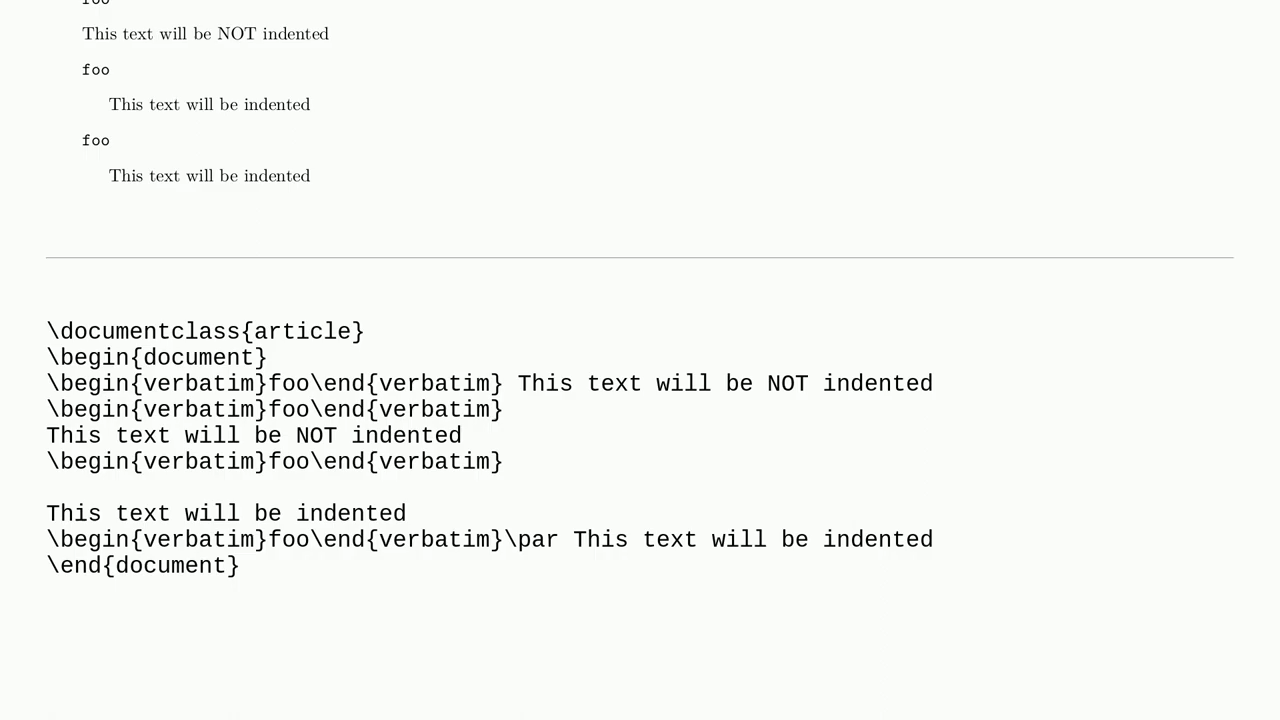 foo
This text will be NOT indented
foo
This text will be indented
foo
This text will be indented
\documentclass{article}
\begin{document}
\begin{verbatim}foo\end{verbatim} This text will be NOT indented
\begin{verbatim}foo\end{verbatim}
This text will be NOT indented
\begin{verbatim}foo\end{verbatim}
This text will be indented
\begin{verbatim}foo\end{verbatim}\par This text will be indented
\end{document}